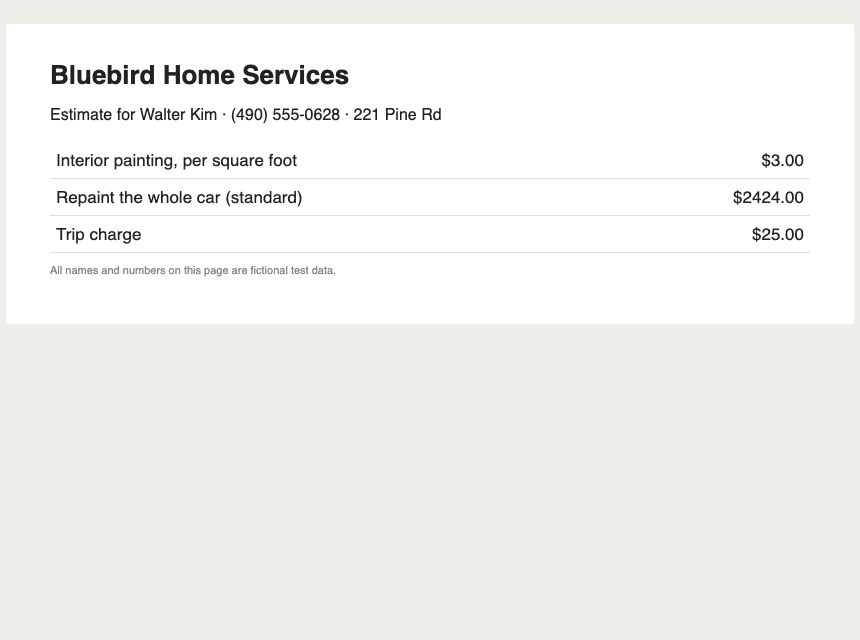 Bluebird Home Services
Estimate for Walter Kim · (490) 555-0628 · 221 Pine Rd
Interior painting, per square foot $3.00
Repaint the whole car (standard) $2424.00
Trip charge $25.00
All names and numbers on this page are fictional test data.